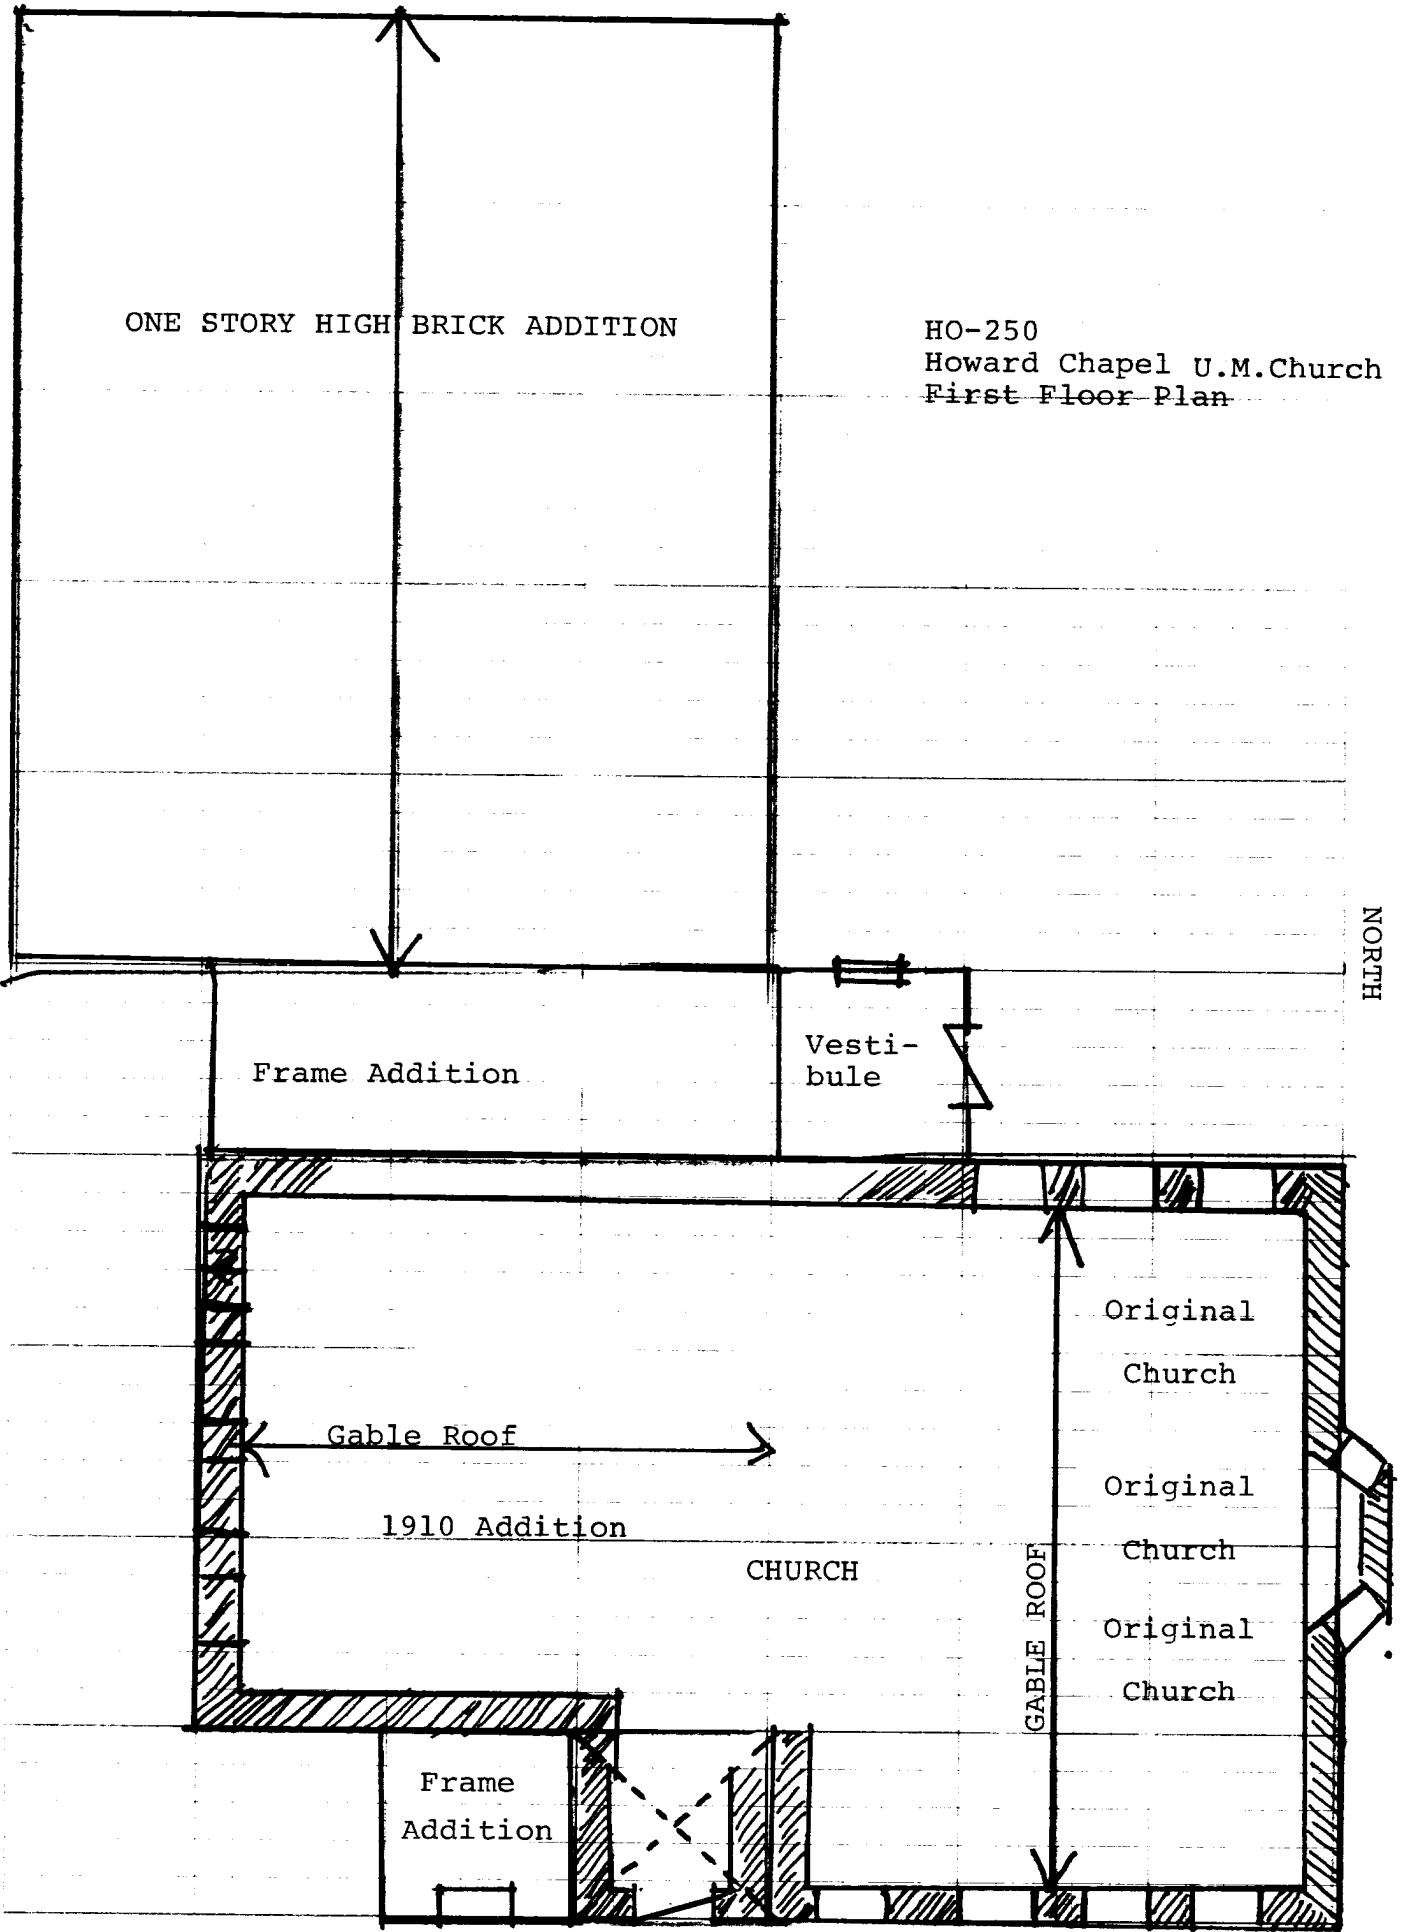 ONE STORY HIGH BRICK ADDITION
HO-250
Howard Chapel U.M.Church
First Floor Plan
NORTH
Frame Addition
Vesti-
bule
Original
Church
Gable Roof
Original
1910 Addition
Church
CHURCH
GABLE ROOF
Original
Church
Frame
Addition